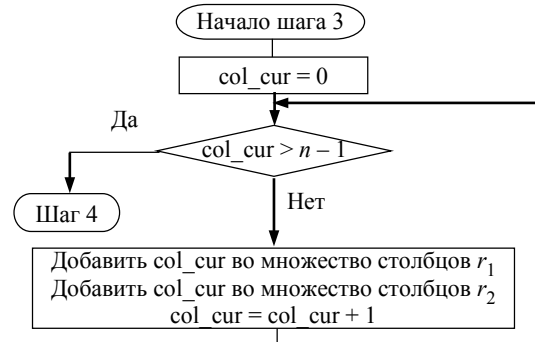 Начало шага 3
col_cur = 0
Да
col_cur > n – 1
Нет
Шаг 4
Добавить col_cur во множество столбцов r₁
Добавить col_cur во множество столбцов r₂
col_cur = col_cur + 1